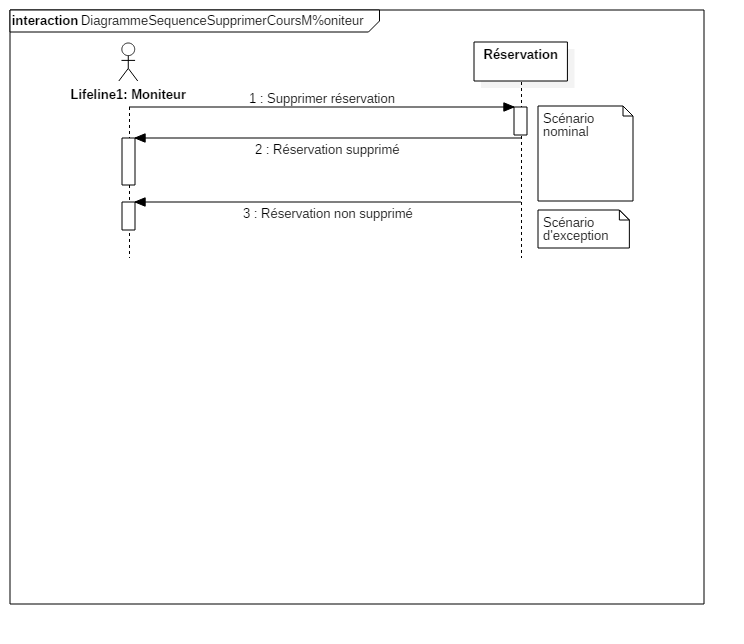 interaction DiagrammeSequenceSupprimerCoursM%oniteur
Réservation
Lifeline1: Moniteur
1 : Supprimer réservation
Scénario
nominal
2 : Réservation supprimé
3 : Réservation non supprimé
Scénario
d'exception